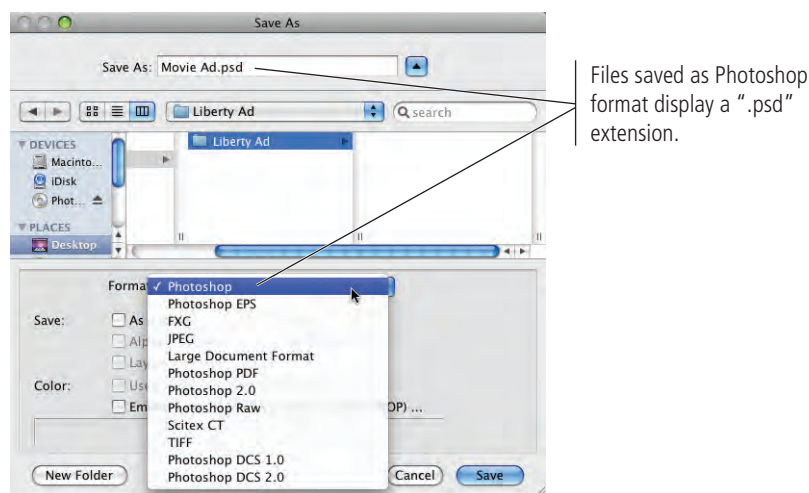 Save As
Save As: Movie Ad.psd
Liberty Ad
search
DEVICES
Macinto...
iDisk
Phot...
PLACES
Desktop
Liberty Ad
Files saved as Photoshop
format display a ".psd"
extension.
Forma ✓ Photoshop
Photoshop EPS
Save: As FXG
Alp JPEG
Lay Large Document Format
Photoshop PDF
Color: Use Photoshop 2.0
Em Photoshop Raw OP) ...
Scitex CT
TIFF
Photoshop DCS 1.0
New Folder Photoshop DCS 2.0 Cancel Save